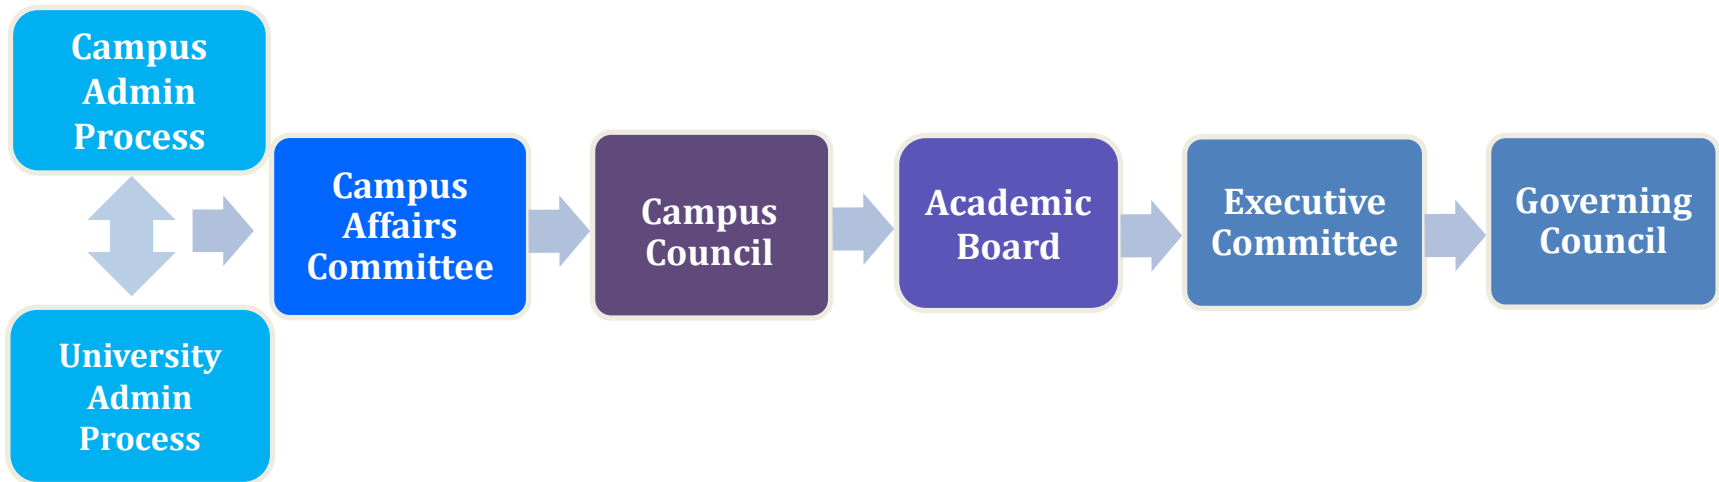 Campus
Admin
Process
University
Admin
Process
Campus
Affairs
Committee
Campus
Council
Academic
Board
Executive
Committee
Governing
Council